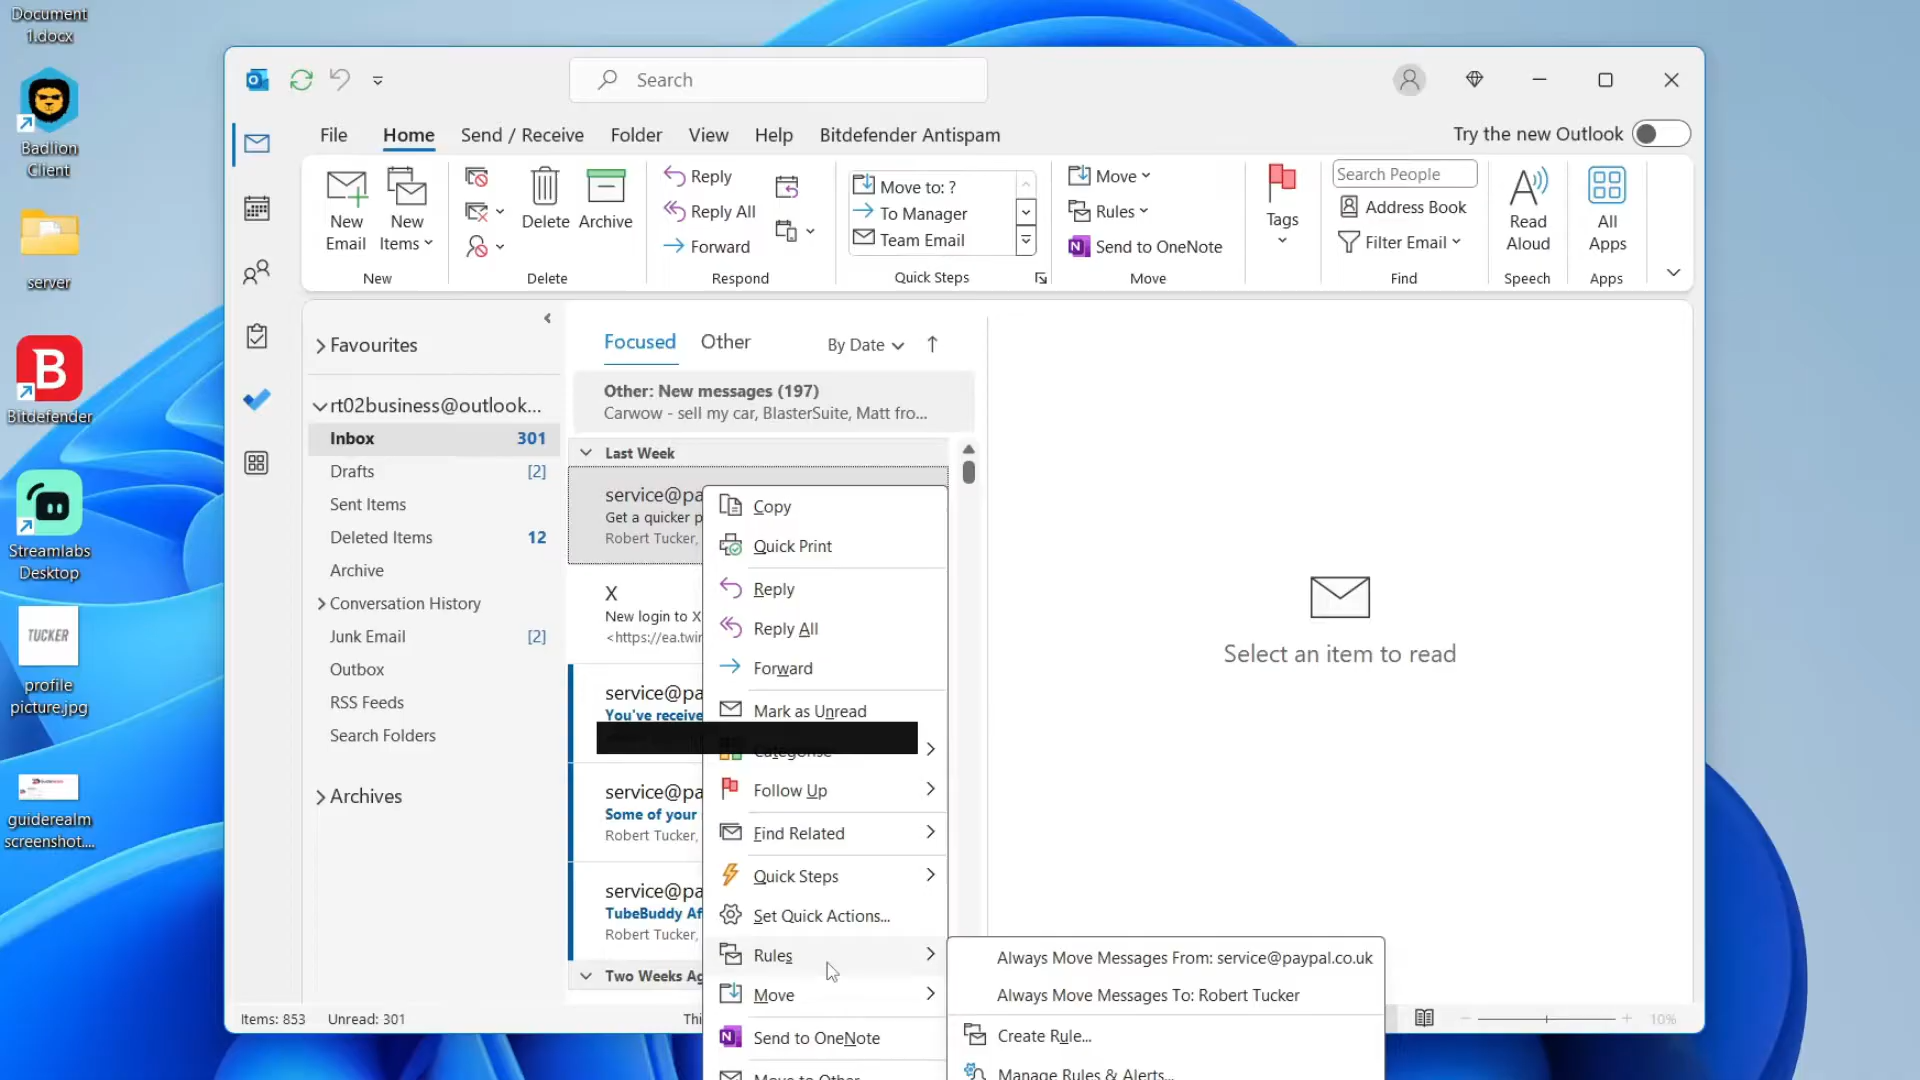 Document
1.docx
Badlion
Client
server
Bitdefender
Streamlabs
Desktop
TUCKER
profile
picture.jpg
guiderealm
screenshot....
Search
File
Home
Send / Receive
Folder
View
Help
Bitdefender Antispam
Try the new Outlook
New
Email
New
Items
New
Delete
Archive
Delete
Reply
Reply All
Forward
Respond
Move to: ?
To Manager
Team Email
Quick Steps
Move
Rules
Send to OneNote
Move
Tags
Search People
Address Book
Filter Email
Find
Read
Aloud
Speech
All
Apps
Apps
Favourites
rt02business@outlook...
Inbox 301
Drafts [2]
Sent Items
Deleted Items 12
Archive
Conversation History
Junk Email [2]
Outbox
RSS Feeds
Search Folders
Archives
Focused
Other
By Date
Other: New messages (197)
Carwow - sell my car, BlasterSuite, Matt fro...
Last Week
service@pa
Get a quicker p
Robert Tucker,
X
New login to X
<https://ea.twin
service@pa
You've receive
service@pa
Some of your
Robert Tucker,
service@pa
TubeBuddy Af
Robert Tucker,
Two Weeks Ag
Copy
Quick Print
Reply
Reply All
Forward
Mark as Unread
Categorise
Follow Up
Find Related
Quick Steps
Set Quick Actions...
Rules
Move
Send to OneNote
Move to Other
Always Move Messages From: service@paypal.co.uk
Always Move Messages To: Robert Tucker
Create Rule...
Manage Rules & Alerts...
Select an item to read
Items: 853
Unread: 301
Thi
10%